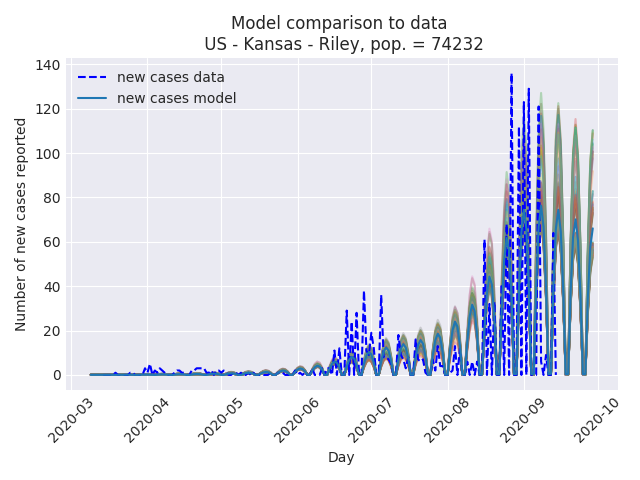 Model comparison to data
US - Kansas - Riley, pop. = 74232
Number of new cases reported
140
120
100
80
60
40
20
0
new cases data
new cases model
2020-03
2020-04
2020-05
2020-06
2020-07
2020-08
2020-09
2020-10
Day